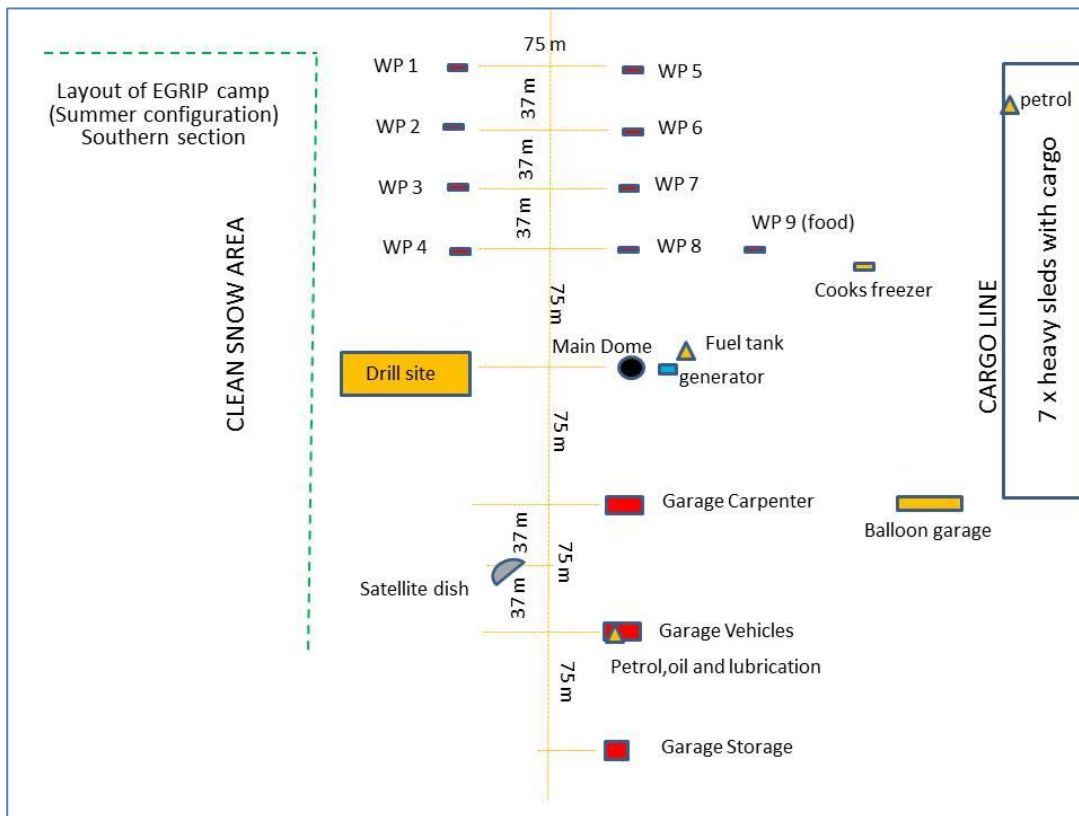 Layout of EGRIP camp
(Summer configuration)
Southern section
75 m
WP 1
WP 5
37 m
WP 2
WP 6
37 m
WP 3
WP 7
37 m
WP 4
WP 8
WP 9 (food)
Cooks freezer
petrol
7 x heavy sleds with cargo
CARGO LINE
CLEAN SNOW AREA
75 m
Main Dome
Fuel tank
generator
Drill site
75 m
Garage Carpenter
Balloon garage
37 m
75 m
Satellite dish
37 m
Garage Vehicles
Petrol,oil and lubrication
75 m
Garage Storage